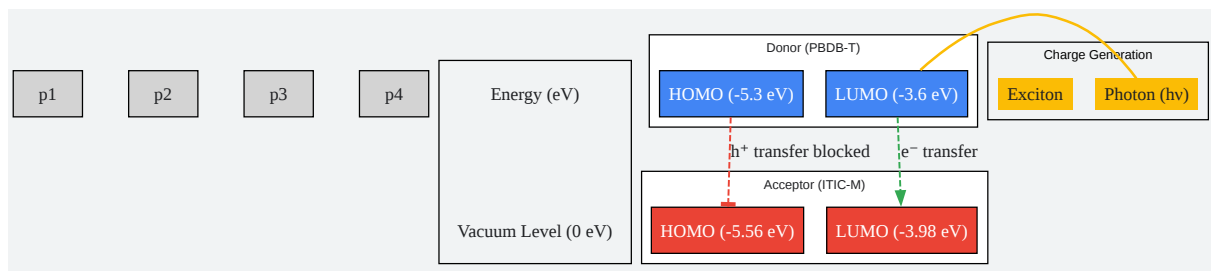 p1
p2
p3
p4
Energy (eV)
Vacuum Level (0 eV)
Donor (PBDB-T)
HOMO (-5.3 eV)
LUMO (-3.6 eV)
Charge Generation
Exciton
Photon (hν)
h⁺ transfer blocked
e⁻ transfer
Acceptor (ITIC-M)
HOMO (-5.56 eV)
LUMO (-3.98 eV)